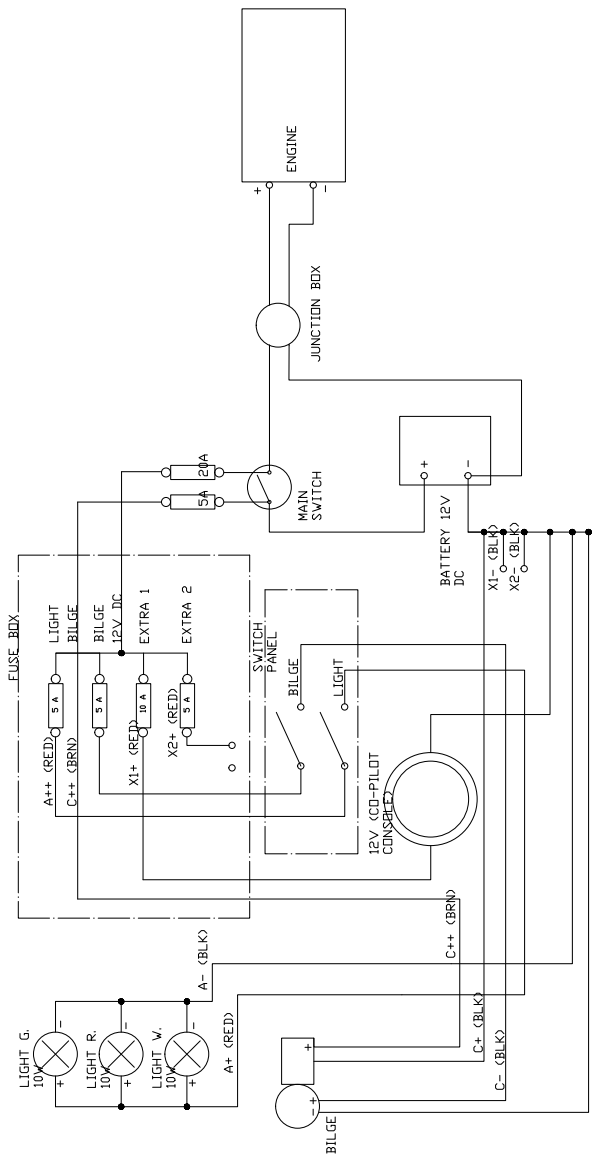 ENGINE
+
-
JUNCTION BOX
20A
5A
MAIN
SWITCH
+
-
BATTERY 12V
DC
X1- (BLK)
X2- (BLK)
FUSE BOX
LIGHT
BILGE
BILGE
12V DC
EXTRA 1
EXTRA 2
5 A
5 A
10 A
5 A
A++ (RED)
C++ (BRN)
X1+ (RED)
X2+ (RED)
SWITCH
PANEL
BILGE
LIGHT
12V (CO-PILOT
CONSOLE)
C++ (BRN)
A- (BLK)
A+ (RED)
C+ (BLK)
C- (BLK)
LIGHT G.
10W
-
+
LIGHT R.
10W
-
+
LIGHT W.
10W
-
+
+
-+
BILGE